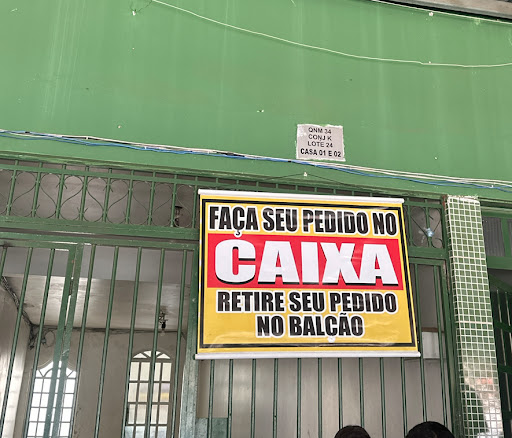 QNM 34
CONJ K
LOTE 24
CASA 01 E 02
FAÇA SEU PEDIDO NO
CAIXA
RETIRE SEU PEDIDO
NO BALCÃO